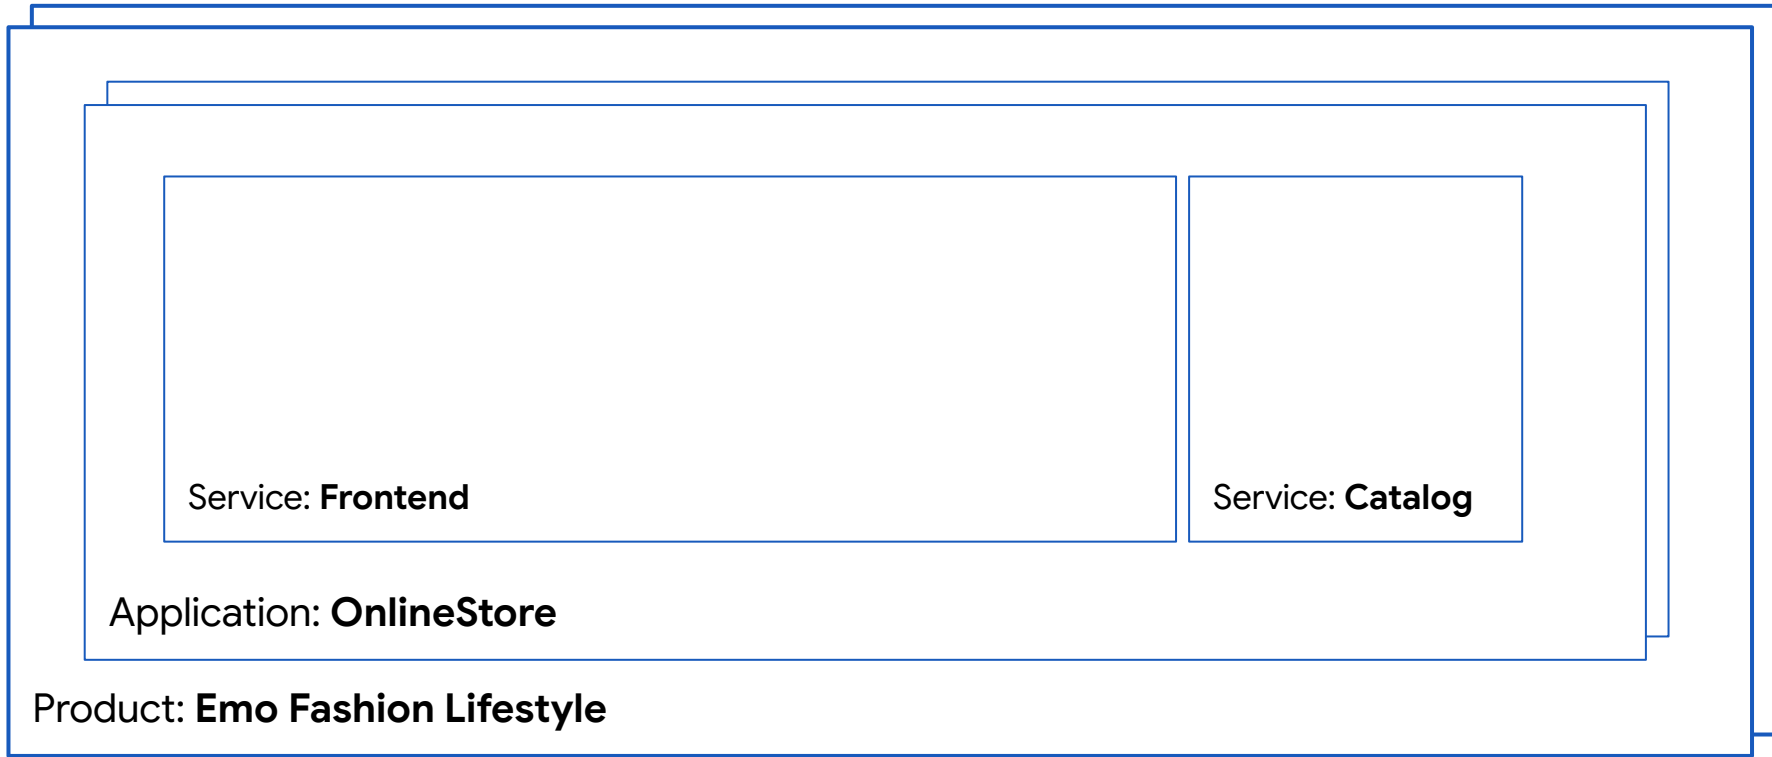 Service: Frontend
Service: Catalog
Application: OnlineStore
Product: Emo Fashion Lifestyle